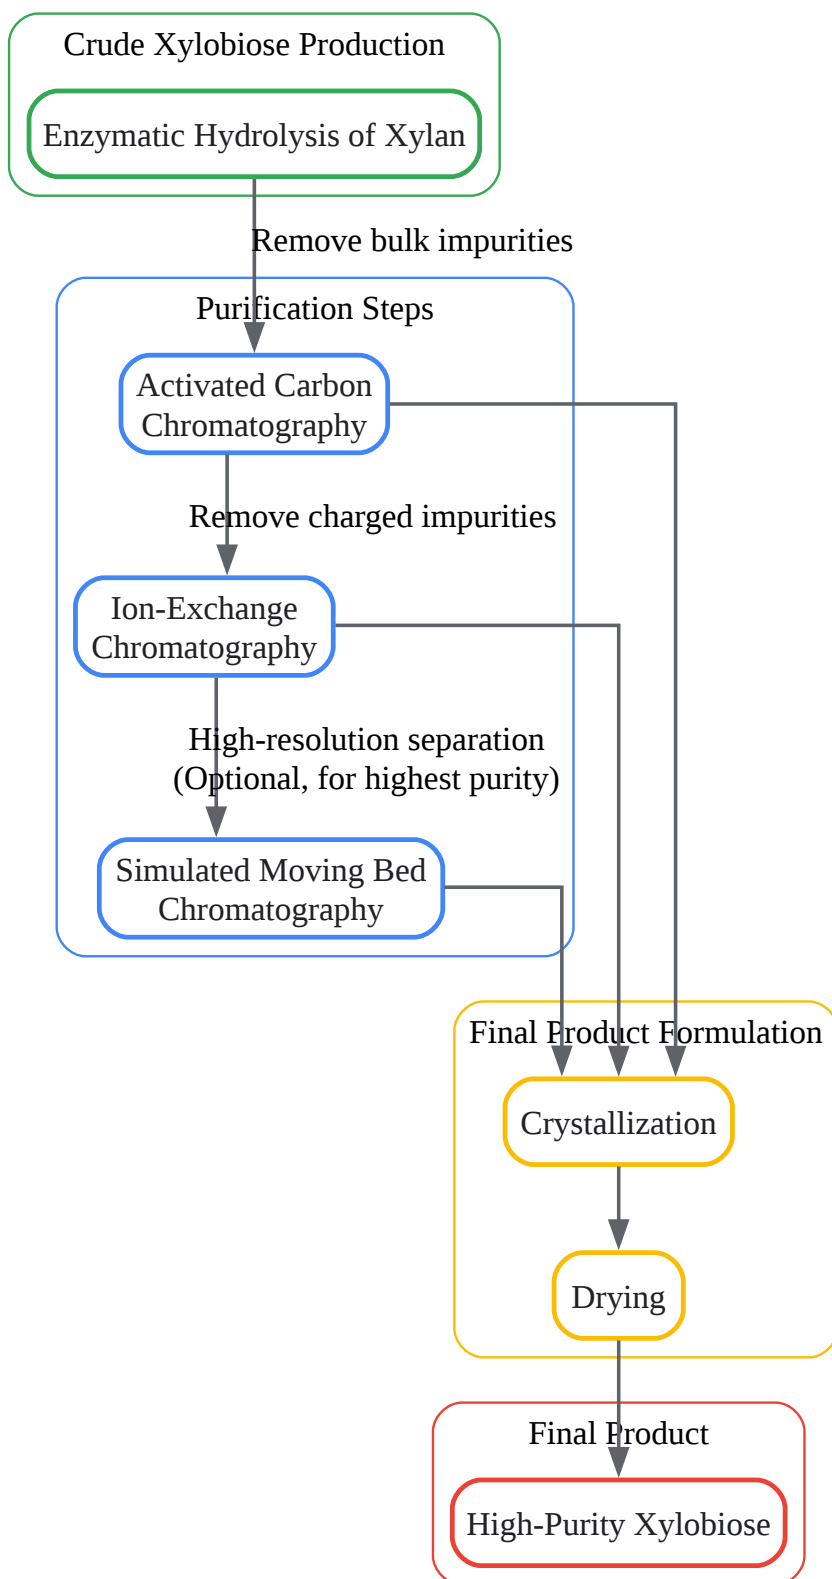 Crude Xylobiose Production
Enzymatic Hydrolysis of Xylan
Remove bulk impurities
Purification Steps
Activated Carbon
Chromatography
Remove charged impurities
Ion-Exchange
Chromatography
High-resolution separation
(Optional, for highest purity)
Simulated Moving Bed
Chromatography
Final Product Formulation
Crystallization
Drying
Final Product
High-Purity Xylobiose